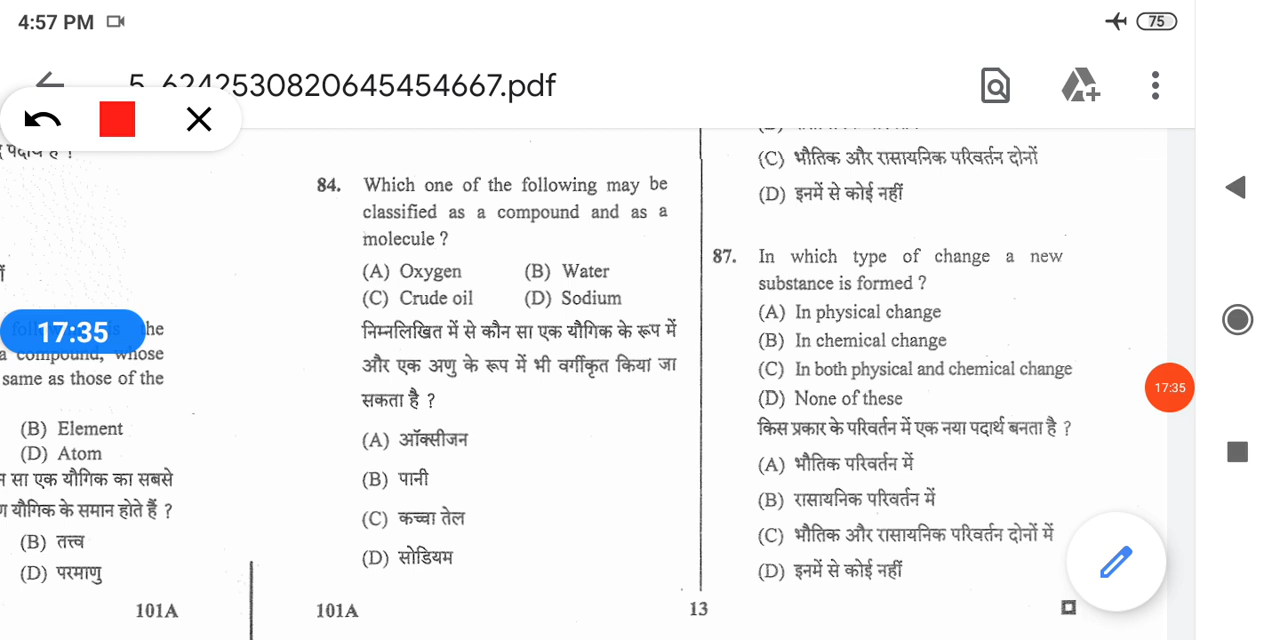 4:57 PM
75
5_6242530820645454667.pdf
84. Which one of the following may be
classified as a compound and as a
molecule ?
(A) Oxygen (B) Water
(C) Crude oil (D) Sodium
निम्नलिखित में से कौन सा एक यौगिक के रूप में
और एक अणु के रूप में भी वर्गीकृत किया जा
सकता है ?
(A) ऑक्सीजन
(B) पानी
(C) कच्चा तेल
(D) सोडियम
17:35
the
a compound, whose
same as those of the
(B) Element
(D) Atom
सा एक यौगिक का सबसे
यौगिक के समान होते हैं ?
(B) तत्त्व
(D) परमाणु
101A
101A
13
(C) भौतिक और रासायनिक परिवर्तन दोनों
(D) इनमें से कोई नहीं
87. In which type of change a new
substance is formed ?
(A) In physical change
(B) In chemical change
(C) In both physical and chemical change
(D) None of these
किस प्रकार के परिवर्तन में एक नया पदार्थ बनता है ?
(A) भौतिक परिवर्तन में
(B) रासायनिक परिवर्तन में
(C) भौतिक और रासायनिक परिवर्तन दोनों में
(D) इनमें से कोई नहीं
17:35